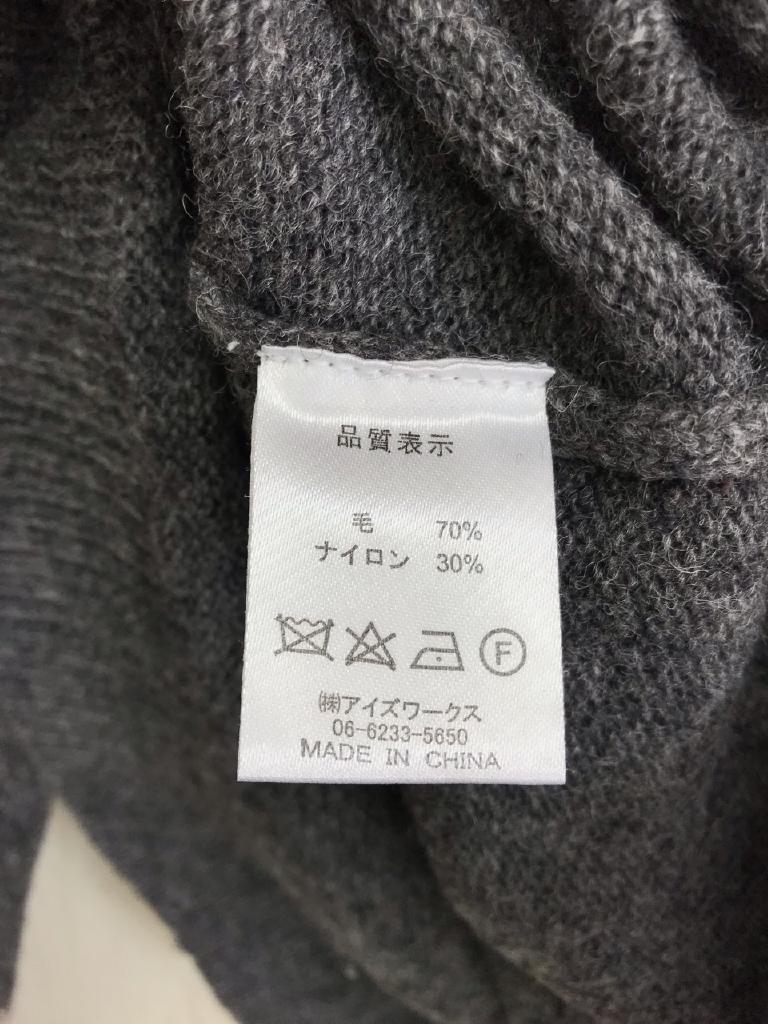 品質表示
毛 70%
ナイロン 30%
F
㈱アイズワークス
06-6233-5650
MADE IN CHINA